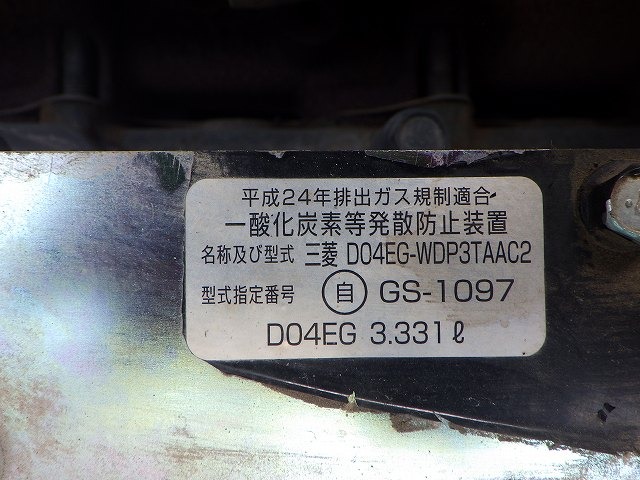 平成24年排出ガス規制適合
一酸化炭素等発散防止装置
名称及び型式 三菱 D04EG-WDP3TAAC2
型式指定番号 自 GS-1097
D04EG 3.331ℓ